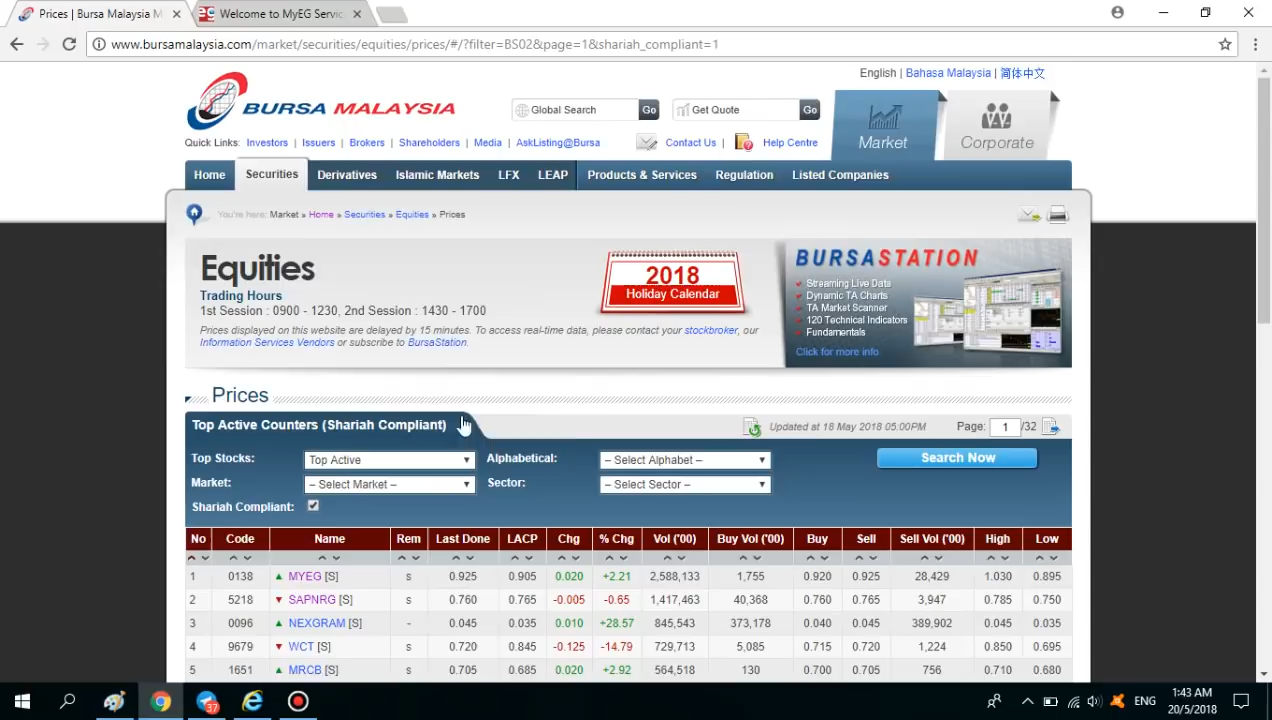 Prices | Bursa Malaysia M
Welcome to MyEG Servic
www.bursamalaysia.com/market/securities/equities/prices/#/?filter=BS02&page=1&shariah_compliant=1
English | Bahasa Malaysia | 简体中文
BURSA MALAYSIA
Global Search Go Get Quote Go
Market Corporate
Quick Links: Investors | Issuers | Brokers | Shareholders | Media | AskListing@Bursa Contact Us | Help Centre
Home Securities Derivatives Islamic Markets LFX LEAP Products & Services Regulation Listed Companies
You're here: Market » Home » Securities » Equities » Prices
Equities
Trading Hours
1st Session : 0900 - 1230, 2nd Session : 1430 - 1700
Prices displayed on this website are delayed by 15 minutes. To access real-time data, please contact your stockbroker, our
Information Services Vendors or subscribe to BursaStation.
2018
Holiday Calendar
BURSASTATION
Streaming Live Data
Dynamic TA Charts
TA Market Scanner
120 Technical Indicators
Fundamentals
Click for more info
Prices
Top Active Counters (Shariah Compliant) Updated at 18 May 2018 05:00PM Page: 1 /32
Top Stocks: Top Active Alphabetical: – Select Alphabet – Search Now
Market: – Select Market – Sector: – Select Sector –
Shariah Compliant:
No Code Name Rem Last Done LACP Chg % Chg Vol ('00) Buy Vol ('00) Buy Sell Sell Vol ('00) High Low
1 0138 MYEG [S] s 0.925 0.905 0.020 +2.21 2,588,133 1,755 0.920 0.925 28,429 1.030 0.895
2 5218 SAPNRG [S] s 0.760 0.765 -0.005 -0.65 1,417,463 40,368 0.760 0.765 3,947 0.785 0.750
3 0096 NEXGRAM [S] - 0.045 0.035 0.010 +28.57 845,543 373,178 0.040 0.045 389,902 0.045 0.035
4 9679 WCT [S] s 0.720 0.845 -0.125 -14.79 729,713 5,085 0.715 0.720 1,224 0.850 0.695
5 1651 MRCB [S] s 0.705 0.685 0.020 +2.92 564,518 130 0.700 0.705 756 0.710 0.680
37
ENG
1:43 AM
20/5/2018